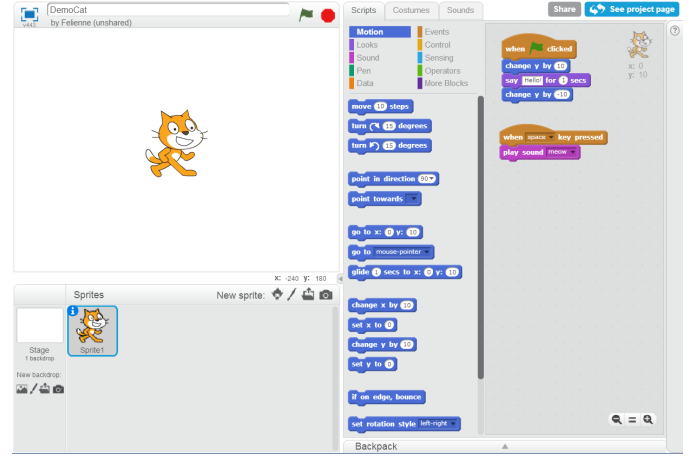 DemoCat
by Felienne (unshared)
v443
Scripts Costumes Sounds
Share See project page
Motion Events
Looks Control
Sound Sensing
Pen Operators
Data More Blocks
move 10 steps
turn 15 degrees
turn 15 degrees
point in direction 90
point towards
go to x: 0 y: 10
go to mouse-pointer
glide 1 secs to x: 0 y: 10
change x by 10
set x to 0
change y by 10
set y to 0
if on edge, bounce
set rotation style left-right
when clicked
change y by 10
say Hello! for 1 secs
change y by -10
when space key pressed
play sound meow
x: 0
y: 10
?
X: -240 y: 180
Sprites New sprite:
Stage
1 backdrop
New backdrop:
i
Sprite1
Backpack